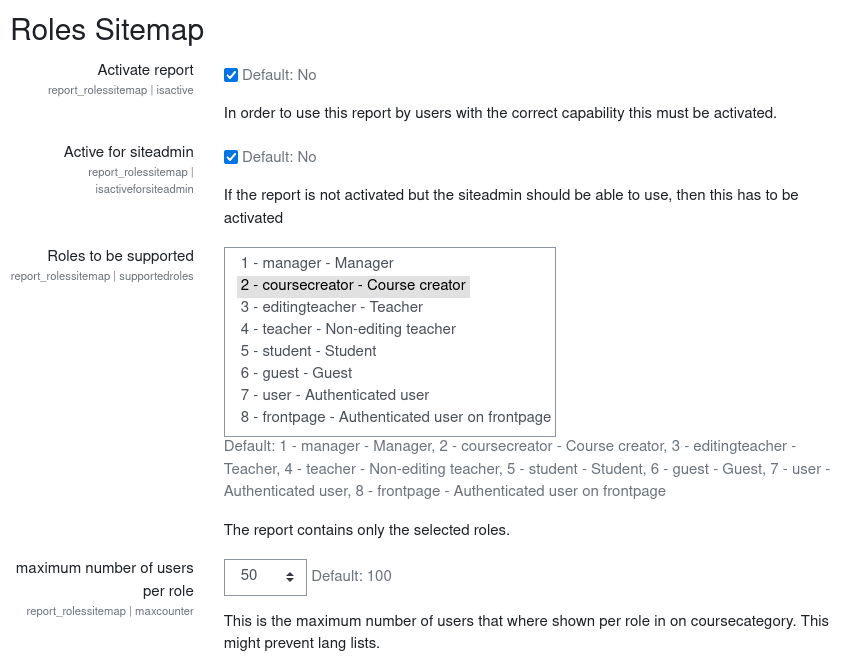 Roles Sitemap
Activate report
report_rolessitemap | isactive
Default: No
In order to use this report by users with the correct capability this must be activated.
Active for siteadmin
report_rolessitemap |
isactiveforsiteadmin
Default: No
If the report is not activated but the siteadmin should be able to use, then this has to be
activated
Roles to be supported
report_rolessitemap | supportedroles
1 - manager - Manager
2 - coursecreator - Course creator
3 - editingteacher - Teacher
4 - teacher - Non-editing teacher
5 - student - Student
6 - guest - Guest
7 - user - Authenticated user
8 - frontpage - Authenticated user on frontpage
Default: 1 - manager - Manager, 2 - coursecreator - Course creator, 3 - editingteacher -
Teacher, 4 - teacher - Non-editing teacher, 5 - student - Student, 6 - guest - Guest, 7 - user -
Authenticated user, 8 - frontpage - Authenticated user on frontpage
The report contains only the selected roles.
maximum number of users
per role
report_rolessitemap | maxcounter
50
Default: 100
This is the maximum number of users that where shown per role in on coursecategory. This
might prevent lang lists.